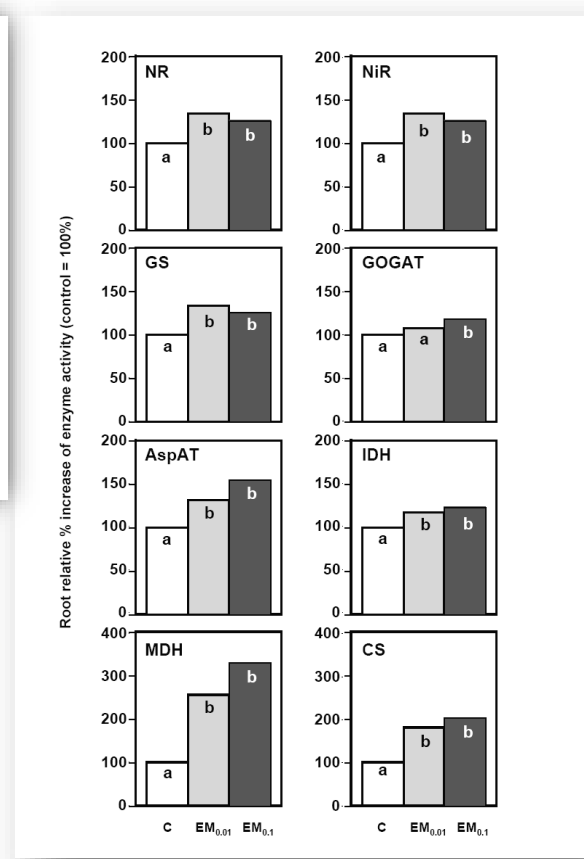 Root relative % increase of enzyme activity (control = 100%)
NR
200
150
100
50
0
a
b
b
NiR
200
150
100
50
0
a
b
b
GS
200
150
100
50
0
a
b
b
GOGAT
200
150
100
50
0
a
a
b
AspAT
200
150
100
50
0
a
b
b
IDH
200
150
100
50
0
a
b
b
MDH
400
300
200
100
0
a
b
b
C EM0.01 EM0.1
CS
400
300
200
100
0
a
b
b
C EM0.01 EM0.1